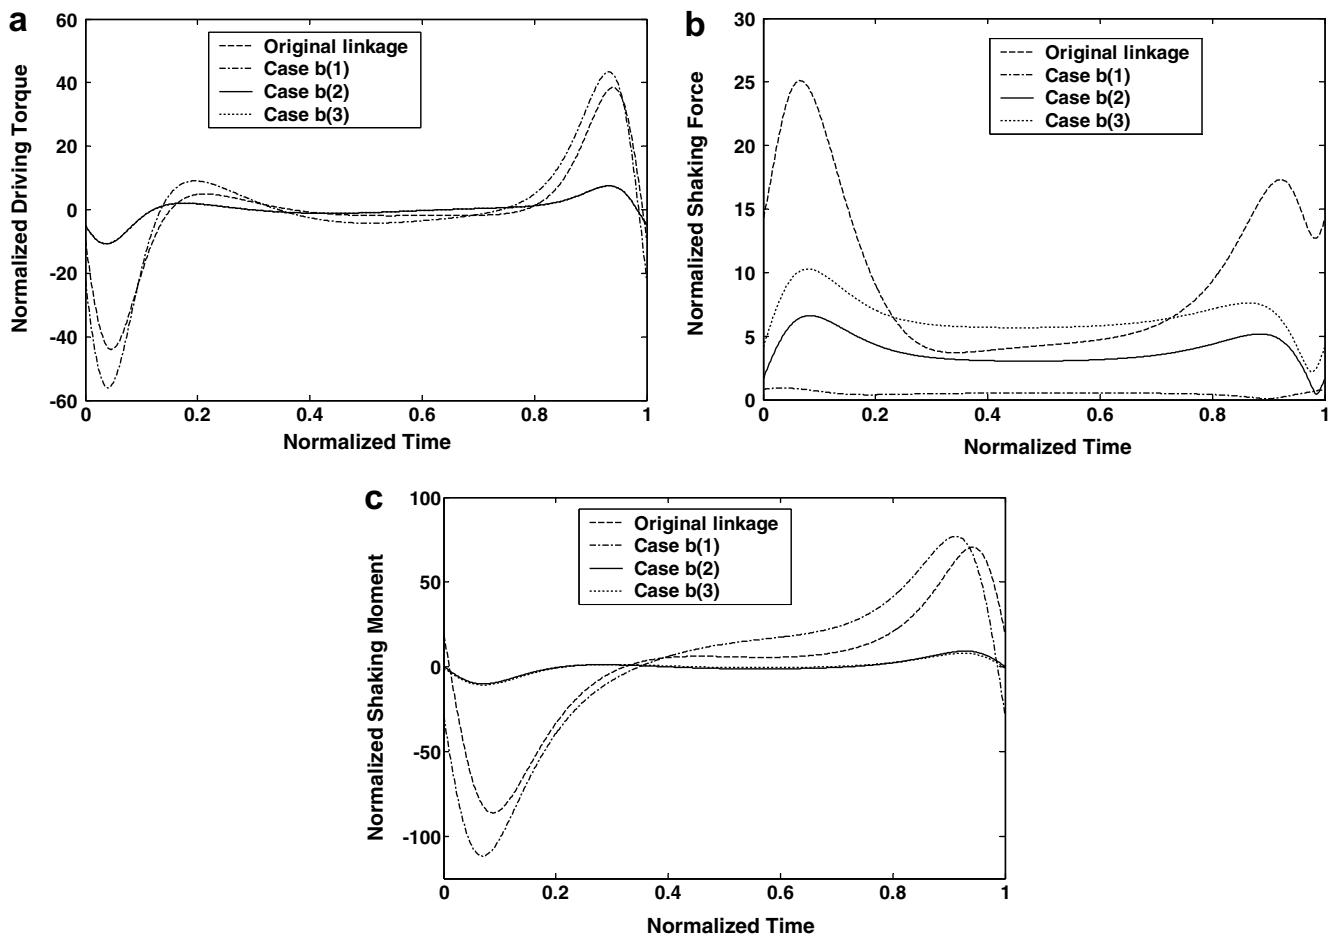 a
60
40
20
0
-20
-40
-60
Normalized Driving Torque
Original linkage
Case b(1)
Case b(2)
Case b(3)
0 0.2 0.4 0.6 0.8 1
Normalized Time
b
30
25
20
15
10
5
0
Normalized Shaking Force
Original linkage
Case b(1)
Case b(2)
Case b(3)
0 0.2 0.4 0.6 0.8 1
Normalized Time
c
100
50
0
-50
-100
Normalized Shaking Moment
Original linkage
Case b(1)
Case b(2)
Case b(3)
0 0.2 0.4 0.6 0.8 1
Normalized Time